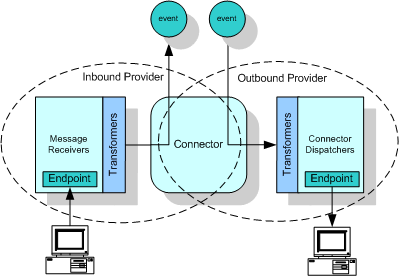 event
event
Inbound Provider
Outbound Provider
Message
Receivers
Transformers
Connector
Transformers
Connector
Dispatchers
Endpoint
Endpoint